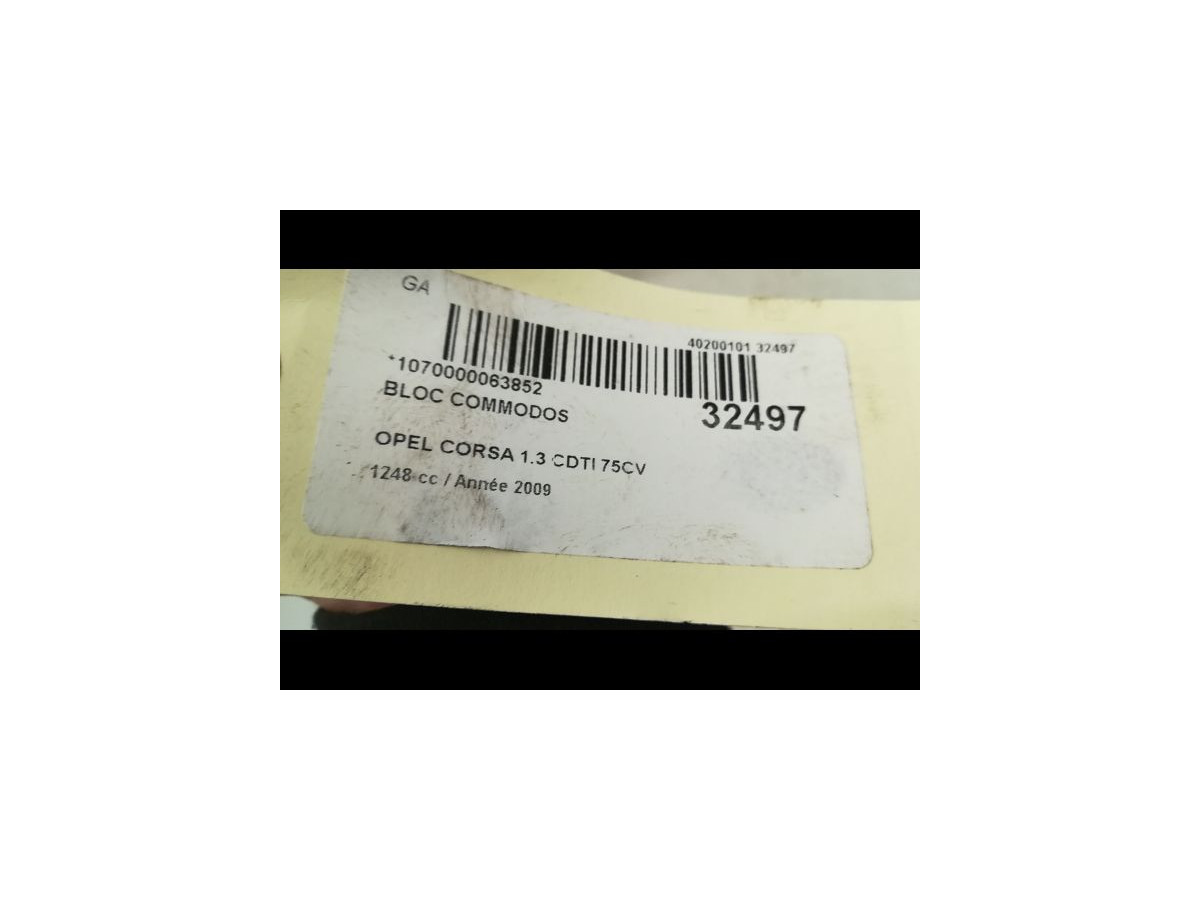 GA
40200101 32497
*1070000063852
32497
BLOC COMMODOS
OPEL CORSA 1.3 CDTI 75CV
1248 cc / Année 2009